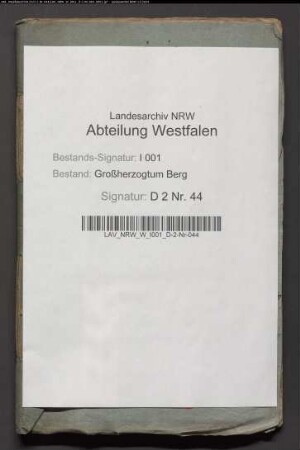 Landesarchiv NRW
Abteilung Westfalen
Bestands-Signatur: I 001
Bestand: Großherzogtum Berg
Signatur: D 2 Nr. 44
LAV_NRW_W_I001_D-2-Nr-044